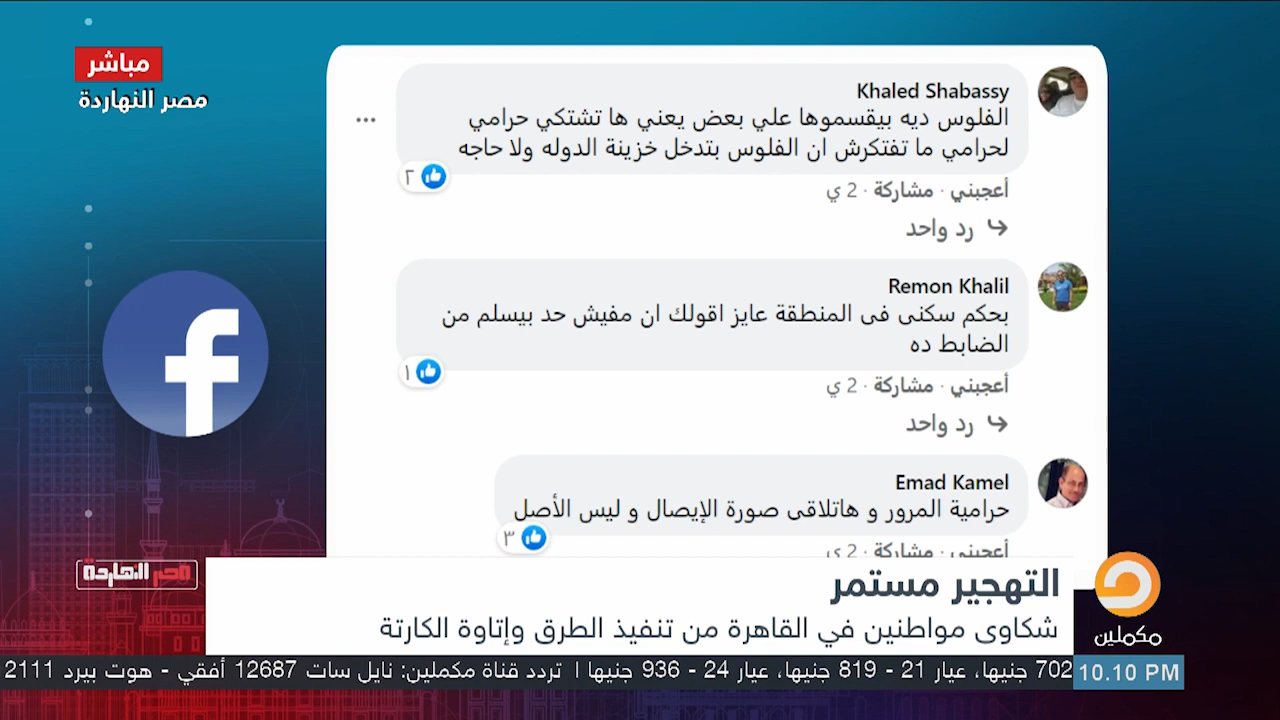 مباشر
مصر النهاردة
Khaled Shabassy
الفلوس ديه بيقسموها علي بعض يعني ها تشتكي حرامي
لحرامي ما تفتكرش ان الفلوس بتدخل خزينة الدوله ولا حاجه
٢
أعجبني · مشاركة · 2 ي
رد واحد
Remon Khalil
بحكم سكنى فى المنطقة عايز اقولك ان مفيش حد بيسلم من
الضابط ده
١
أعجبني · مشاركة · 2 ي
رد واحد
Emad Kamel
حرامية المرور و هاتلاقى صورة الإيصال و ليس الأصل
٣
أعجبني · مشاركة · 2 ي
مصر النهاردة
التهجير مستمر
شكاوى مواطنين في القاهرة من تنفيذ الطرق وإتاوة الكارتة
مكملين
702 جنيها، عيار 21 - 819 جنيها، عيار 24 - 936 جنيها ا تردد قناة مكملين: نايل سات 12687 أفقي - هوت بيرد 2111
10.10 PM